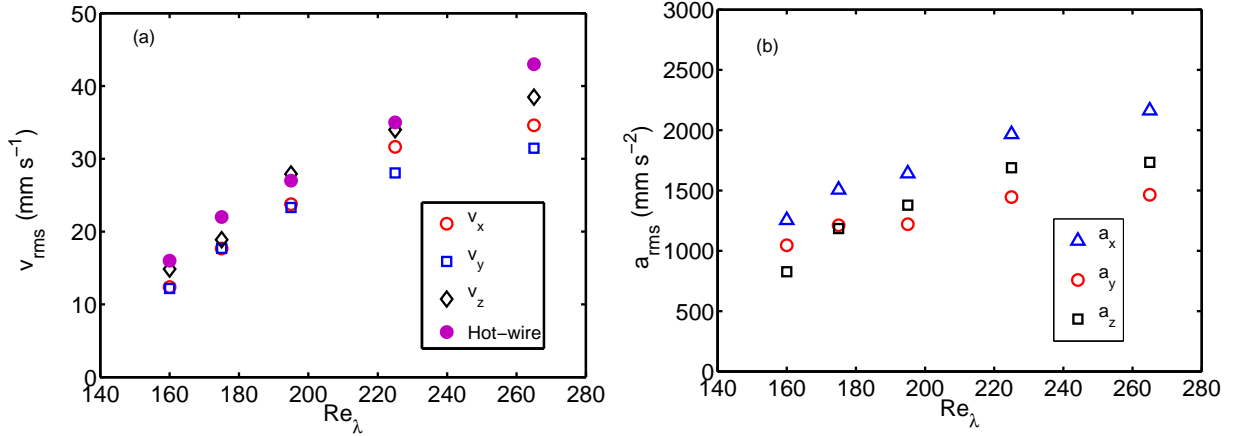 (a)
50
40
30
20
10
0
v_rms (mm s⁻¹)
140 160 180 200 220 240 260 280
Re_λ
v_x
v_y
v_z
Hot−wire
(b)
3000
2500
2000
1500
1000
500
0
a_rms (mm s⁻²)
140 160 180 200 220 240 260 280
Re_λ
a_x
a_y
a_z